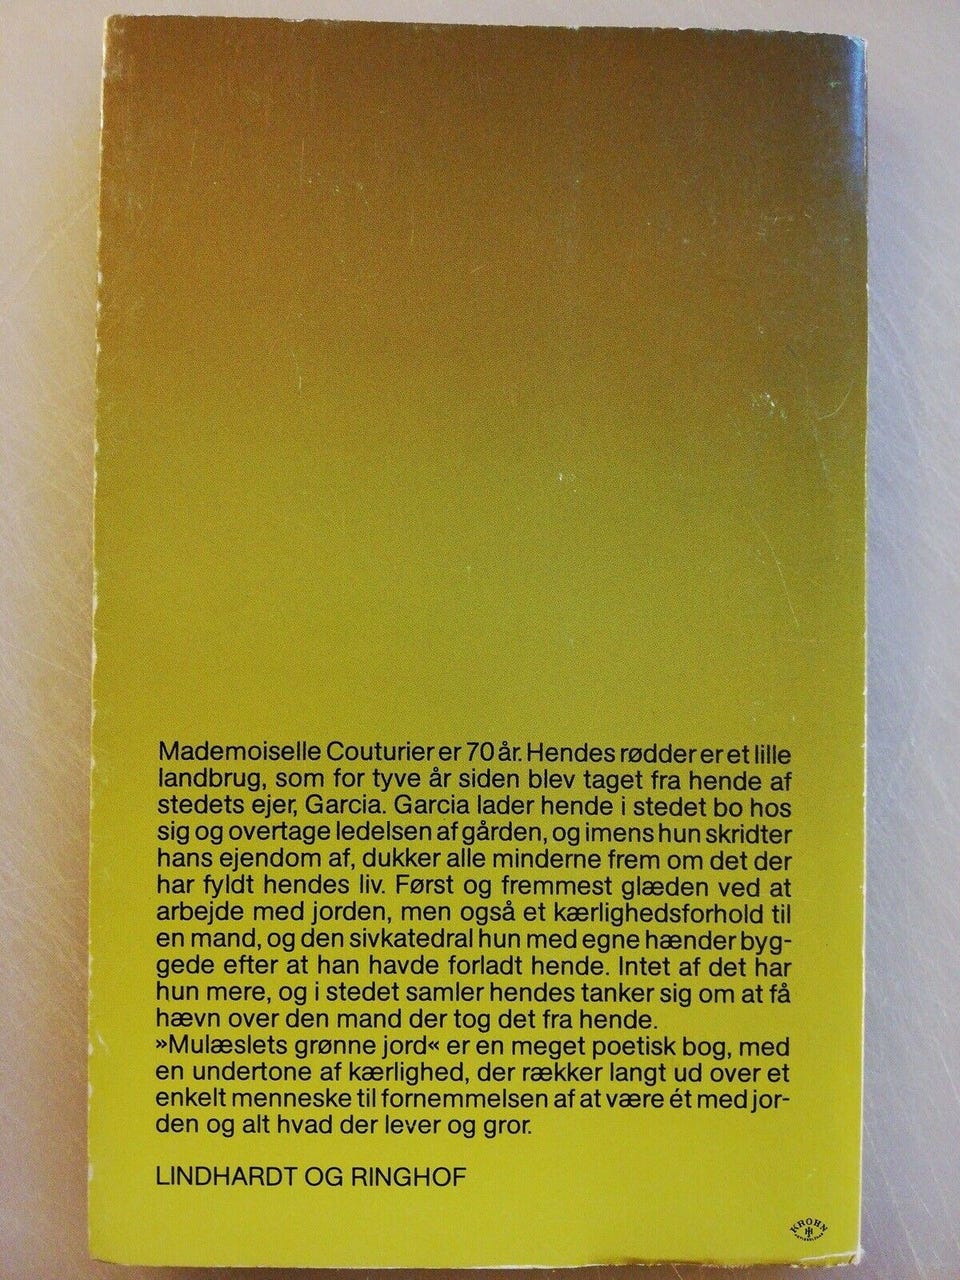 Mademoiselle Couturier er 70 år. Hendes rødder er et lille
landbrug, som for tyve år siden blev taget fra hende af
stedets ejer, Garcia. Garcia lader hende i stedet bo hos
sig og overtage ledelsen af gården, og imens hun skridter
hans ejendom af, dukker alle minderne frem om det der
har fyldt hendes liv. Først og fremmest glæden ved at
arbejde med jorden, men også et kærlighedsforhold til
en mand, og den sivkatedral hun med egne hænder byg-
gede efter at han havde forladt hende. Intet af det har
hun mere, og i stedet samler hendes tanker sig om at få
hævn over den mand der tog det fra hende.
»Mulæslets grønne jord« er en meget poetisk bog, med
en undertone af kærlighed, der rækker langt ud over et
enkelt menneske til fornemmelsen af at være ét med jor-
den og alt hvad der lever og gror.
LINDHARDT OG RINGHOF
KROHN